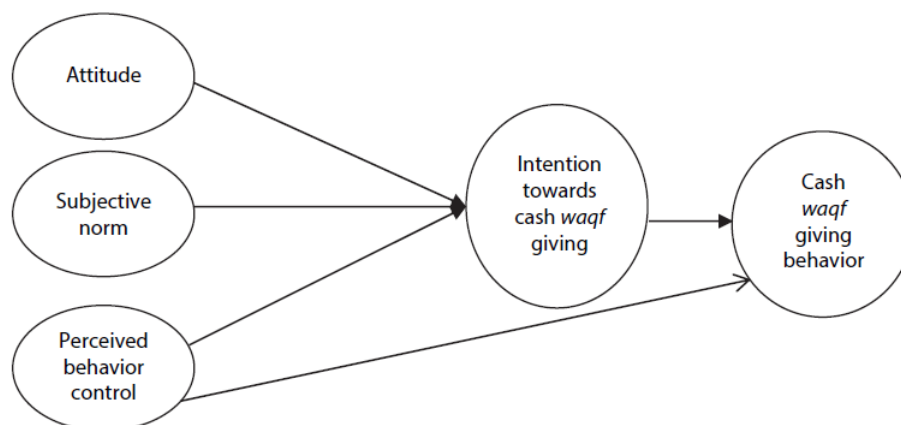 Attitude
Subjective
norm
Perceived
behavior
control
Intention
towards
cash waqf
giving
Cash
waqf
giving
behavior